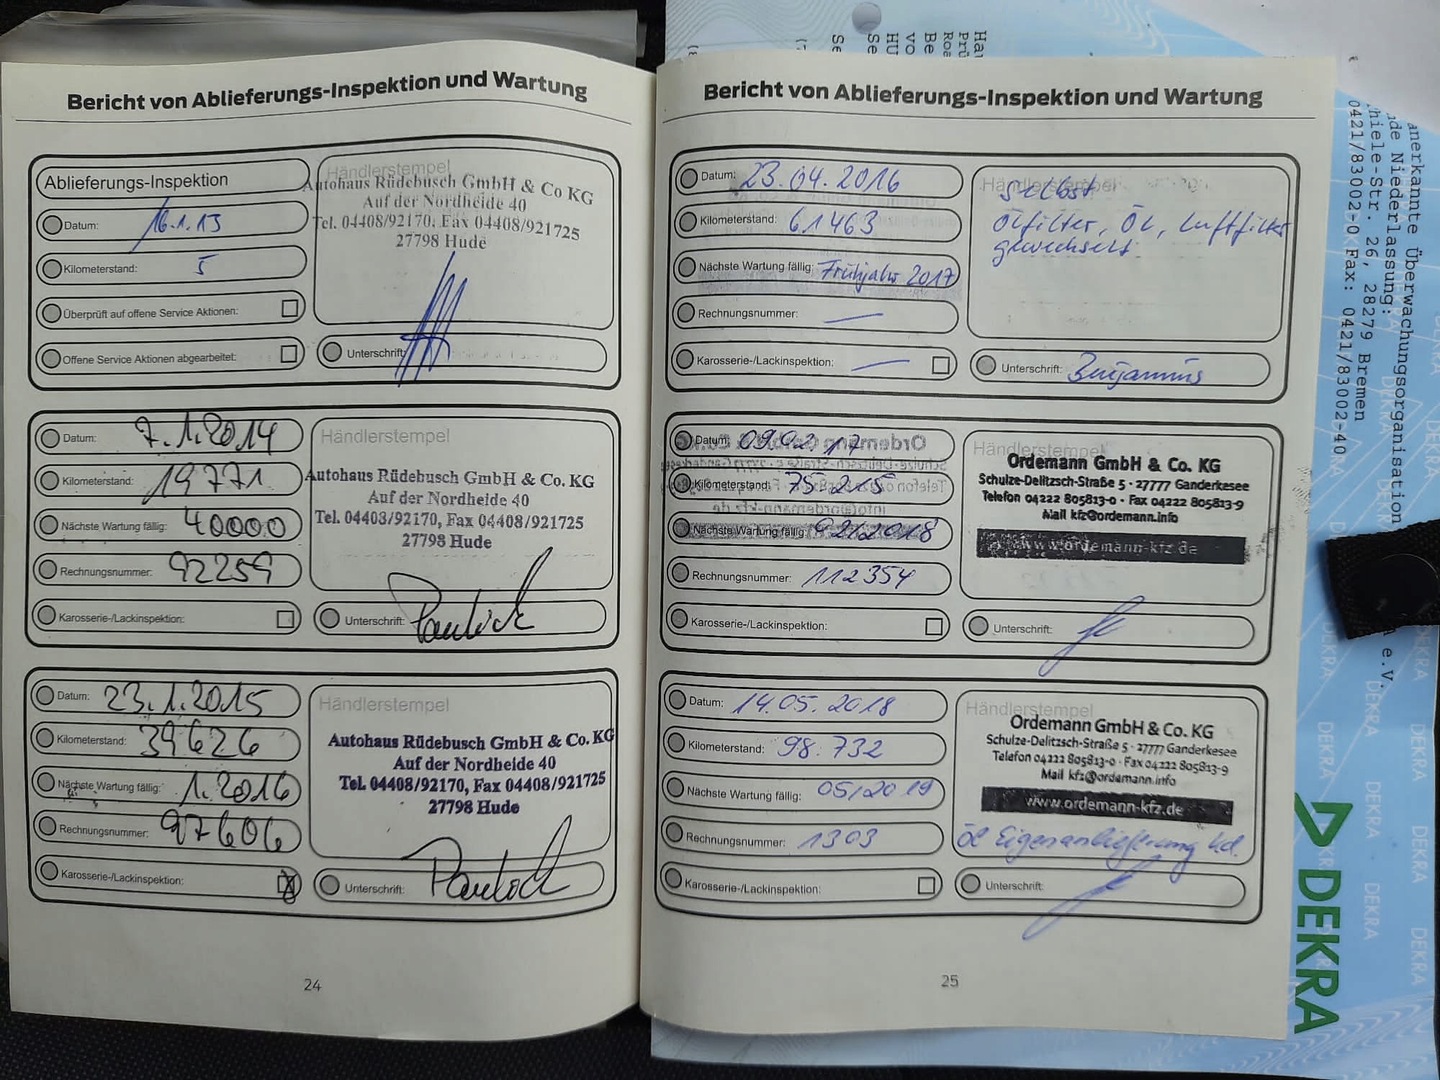 Bericht von Ablieferungs-Inspektion und Wartung
Ablieferungs-Inspektion
Datum: 16.1.13
Kilometerstand: 5
Überprüft auf offene Service Aktionen:
Offene Service Aktionen abgearbeitet:
Händlerstempel
Autohaus Rüdebusch GmbH & Co KG
Auf der Nordheide 40
Tel. 04408/92170, Fax 04408/921725
27798 Hude
Unterschrift:
Datum: 7.1.2014
Kilometerstand: 19771
Nächste Wartung fällig: 40000
Rechnungsnummer: 92259
Karosserie-/Lackinspektion:
Händlerstempel
Autohaus Rüdebusch GmbH & Co. KG
Auf der Nordheide 40
Tel. 04408/92170, Fax 04408/921725
27798 Hude
Unterschrift:
Datum: 23.1.2015
Kilometerstand: 39626
Nächste Wartung fällig: 1.2016
Rechnungsnummer: 97606
Karosserie-/Lackinspektion:
Händlerstempel
Autohaus Rüdebusch GmbH & Co. KG
Auf der Nordheide 40
Tel. 04408/92170, Fax 04408/921725
27798 Hude
Unterschrift:
24
Bericht von Ablieferungs-Inspektion und Wartung
Datum: 23.04.2016
Kilometerstand: 61463
Nächste Wartung fällig: Frühjahr 2017
Rechnungsnummer: —
Karosserie-/Lackinspektion: —
Händlerstempel
Selbst
Ölfilter, Öl, Luftfilter
gewechselt
Unterschrift:
Datum: 09.02.17
Kilometerstand: 75.215
Nächste Wartung fällig: 02/2018
Rechnungsnummer: 112354
Karosserie-/Lackinspektion:
Händlerstempel
Ordemann GmbH & Co. KG
Schulze-Delitzsch-Straße 5 · 27777 Ganderkesee
Telefon 04222 805813-0 · Fax 04222 805813-9
Mail kfz@ordemann.info
www.ordemann-kfz.de
Unterschrift:
Datum: 14.05.2018
Kilometerstand: 98.732
Nächste Wartung fällig: 05/2019
Rechnungsnummer: 1303
Karosserie-/Lackinspektion:
Händlerstempel
Ordemann GmbH & Co. KG
Schulze-Delitzsch-Straße 5 · 27777 Ganderkesee
Telefon 04222 805813-0 · Fax 04222 805813-9
Mail kfz@ordemann.info
www.ordemann-kfz.de
Öl Eigenanlieferung Kd.
Unterschrift:
25
anerkannte Überwachungsorganisation
Niederlassung:
28279 Bremen
0421/83002-0 Fax: 0421/83002-40
e.V.
DEKRA